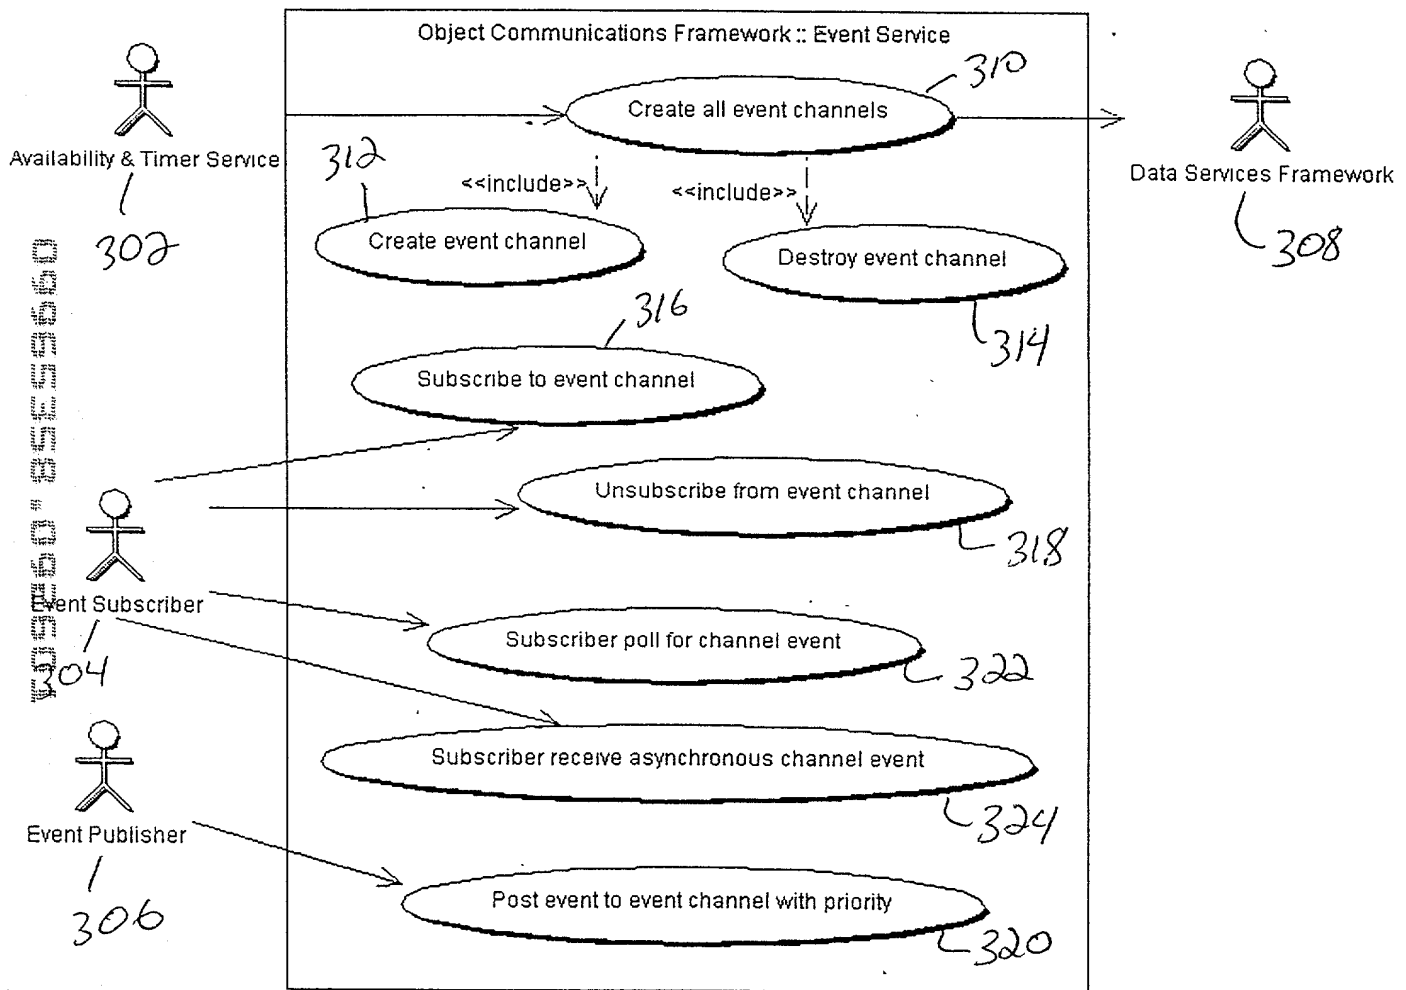 Object Communications Framework :: Event Service
310
Create all event channels
Availability & Timer Service
302
Data Services Framework
308
<<include>>
<<include>>
312
Create event channel
Destroy event channel
314
316
Subscribe to event channel
Unsubscribe from event channel
318
Event Subscriber
304
Subscriber poll for channel event
322
Subscriber receive asynchronous channel event
324
Event Publisher
306
Post event to event channel with priority
320